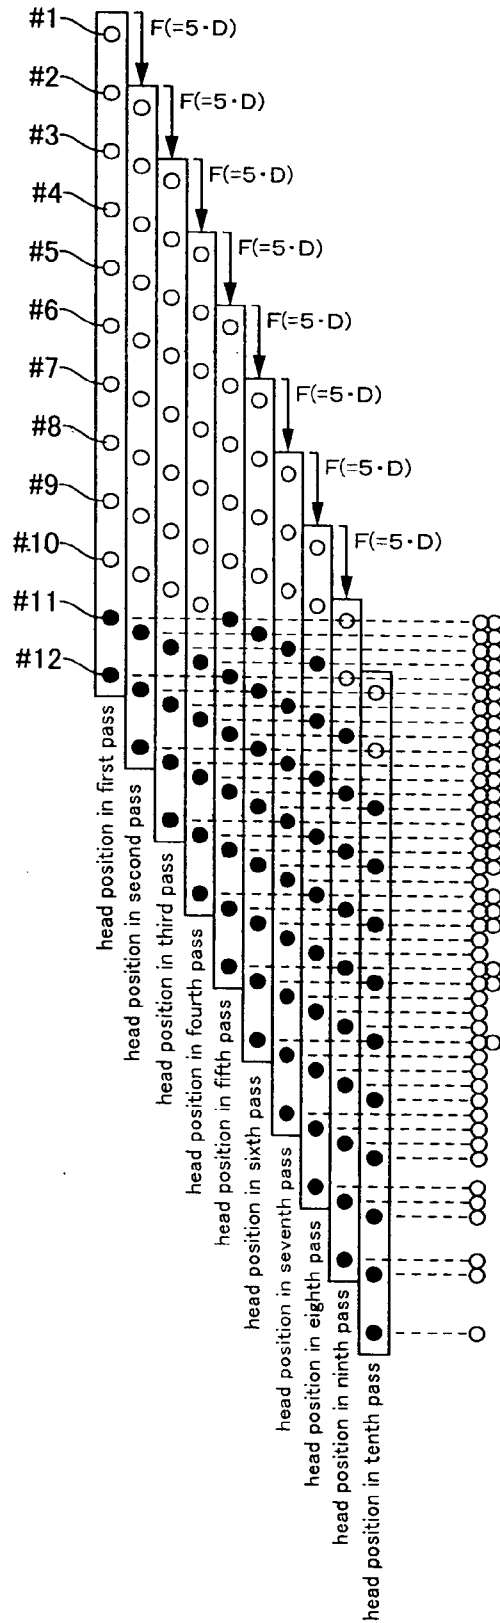 #1
F(=5·D)
#2
F(=5·D)
#3
F(=5·D)
#4
F(=5·D)
#5
F(=5·D)
#6
F(=5·D)
#7
F(=5·D)
#8
F(=5·D)
#9
F(=5·D)
#10
#11
#12
head position in first pass
head position in second pass
head position in third pass
head position in fourth pass
head position in fifth pass
head position in sixth pass
head position in seventh pass
head position in eighth pass
head position in ninth pass
head position in tenth pass